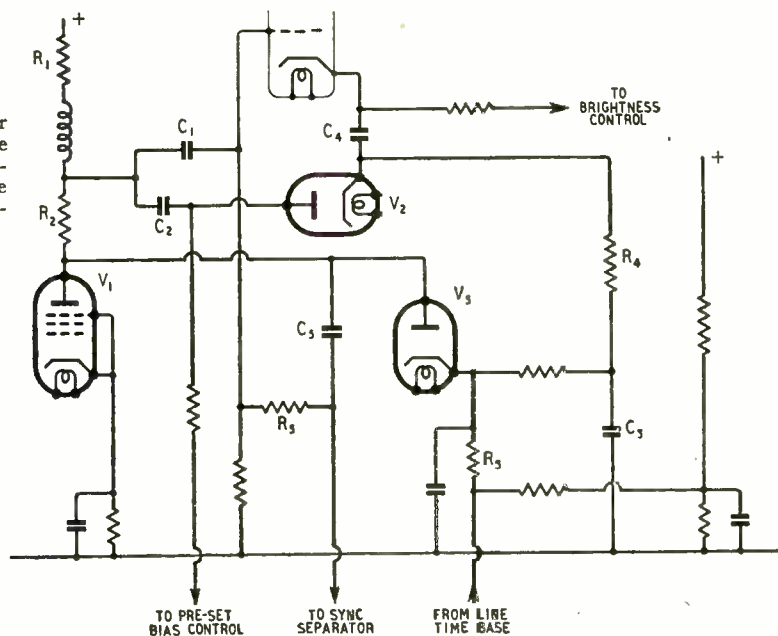 +
R₁
r
e
-
e
-
C₁
C₄
TO
BRIGHTNESS
CONTROL
+
R₂
C₂
V₂
V₁
V₃
R₄
C₅
R₃
C₃
R₅
TO PRE-SET
BIAS CONTROL
TO SYNC
SEPARATOR
FROM LINE
TIME BASE